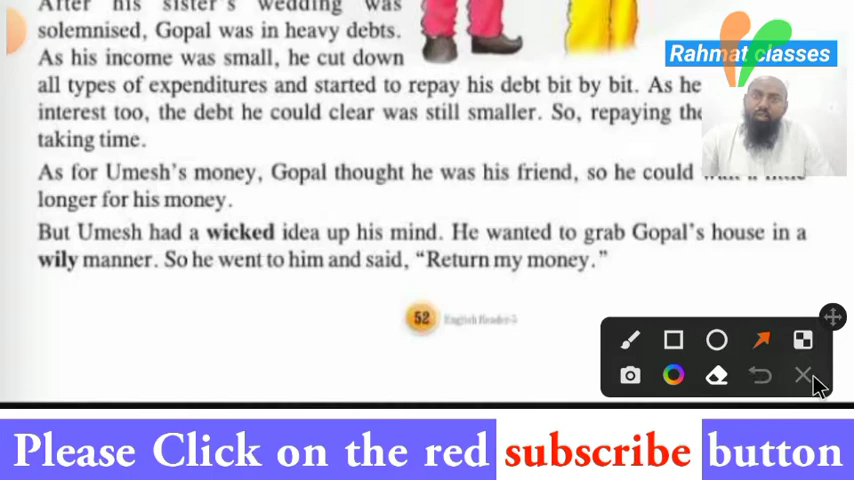 After his sister's wedding was
solemnised, Gopal was in heavy debts.
As his income was small, he cut down
all types of expenditures and started to repay his debt bit by bit. As he
interest too, the debt he could clear was still smaller. So, repaying the
taking time.
As for Umesh's money, Gopal thought he was his friend, so he could
longer for his money.
But Umesh had a wicked idea up his mind. He wanted to grab Gopal's house in a
wily manner. So he went to him and said, “Return my money.”
52 English Reader-5
Rahmat classes
Please Click on the red subscribe button